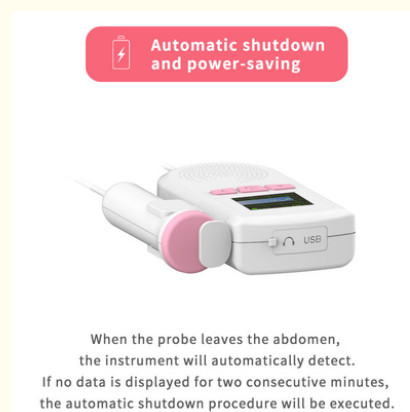 Automatic shutdown
and power-saving
USB
When the probe leaves the abdomen,
the instrument will automatically detect.
If no data is displayed for two consecutive minutes,
the automatic shutdown procedure will be executed.